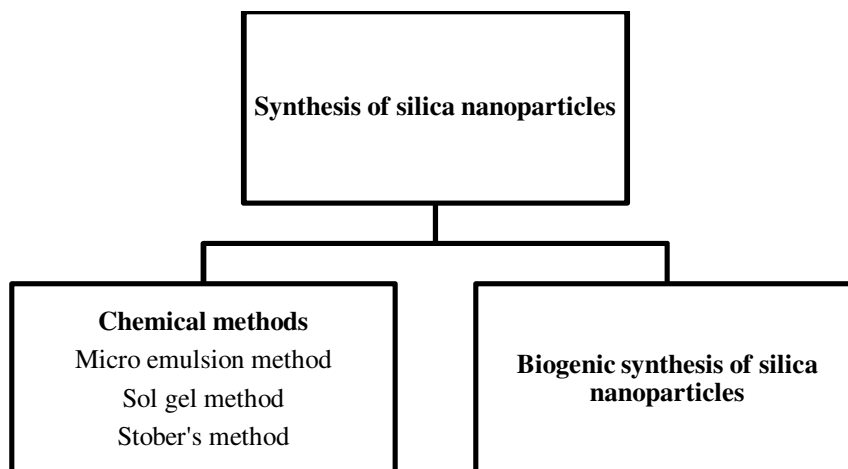 Synthesis of silica nanoparticles
Chemical methods
Micro emulsion method
Sol gel method
Stober's method
Biogenic synthesis of silica
nanoparticles